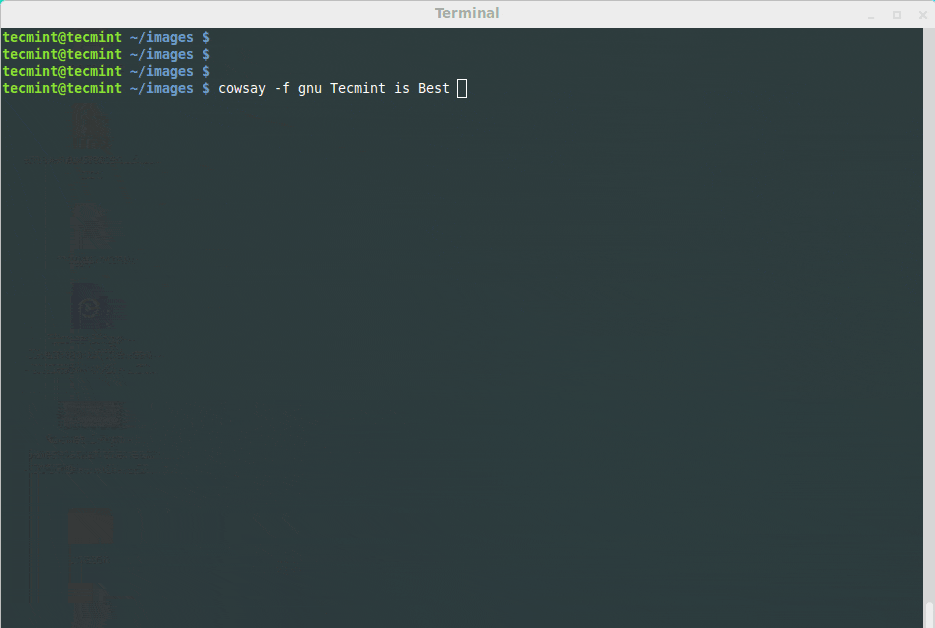 Terminal
tecmint@tecmint ~/images $
tecmint@tecmint ~/images $
tecmint@tecmint ~/images $
tecmint@tecmint ~/images $ cowsay -f gnu Tecmint is Best